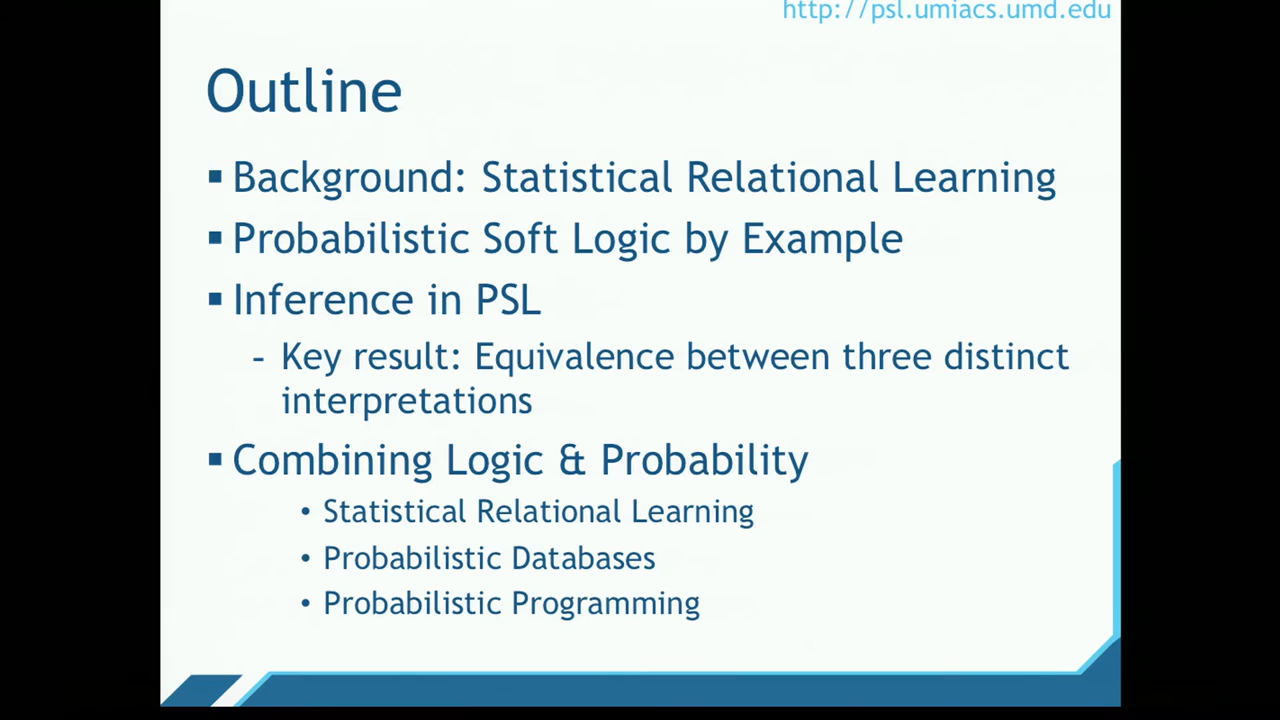 http://psl.umiacs.umd.edu
Outline
▪ Background: Statistical Relational Learning
▪ Probabilistic Soft Logic by Example
▪ Inference in PSL
– Key result: Equivalence between three distinct
interpretations
▪ Combining Logic & Probability
• Statistical Relational Learning
• Probabilistic Databases
• Probabilistic Programming